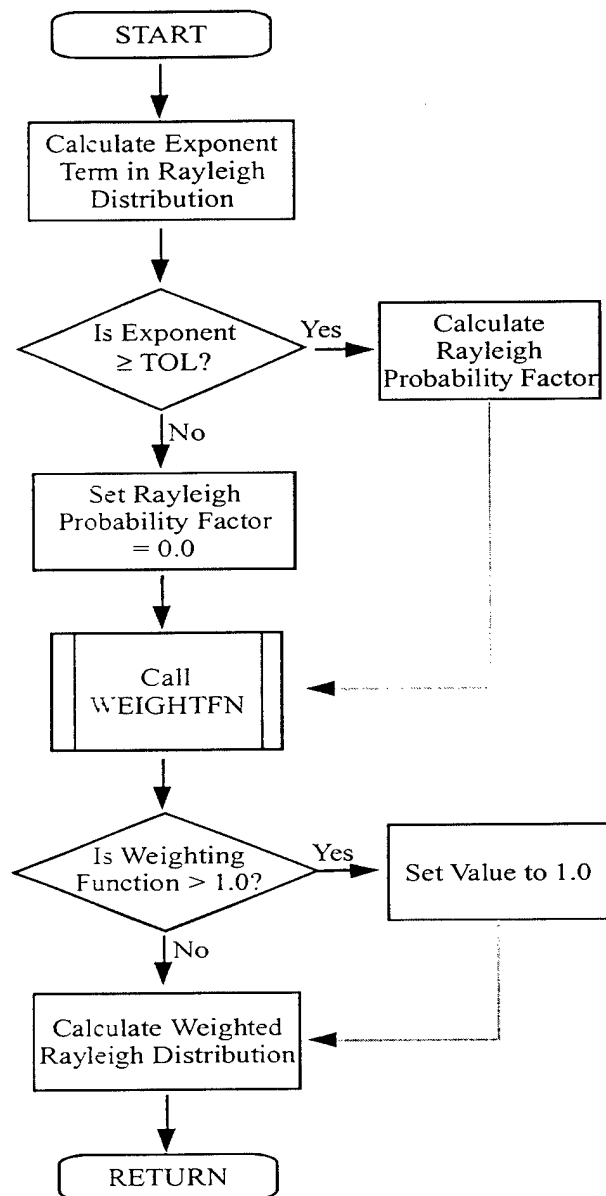 START
Calculate Exponent
Term in Rayleigh
Distribution
Is Exponent
≥ TOL?
Yes
Calculate
Rayleigh
Probability Factor
No
Set Rayleigh
Probability Factor
= 0.0
Call
WEIGHTFN
Is Weighting
Function > 1.0?
Yes
Set Value to 1.0
No
Calculate Weighted
Rayleigh Distribution
RETURN